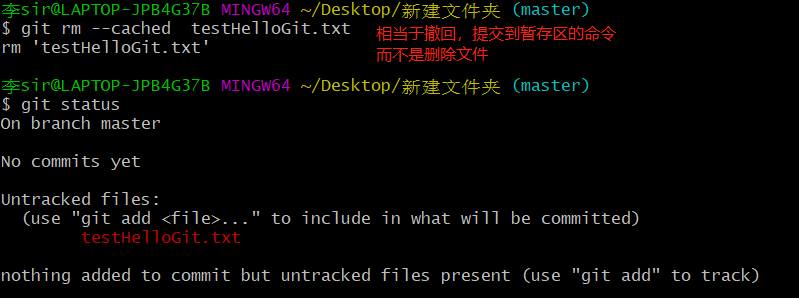 李sir@LAPTOP-JPB4G37B MINGW64 ~/Desktop/新建文件夹 (master)
$ git rm --cached  testHelloGit.txt
相当于撤回，提交到暂存区的命令
rm 'testHelloGit.txt'
而不是删除文件
李sir@LAPTOP-JPB4G37B MINGW64 ~/Desktop/新建文件夹 (master)
$ git status
On branch master
No commits yet
Untracked files:
(use "git add <file>..." to include in what will be committed)
testHelloGit.txt
nothing added to commit but untracked files present (use "git add" to track)